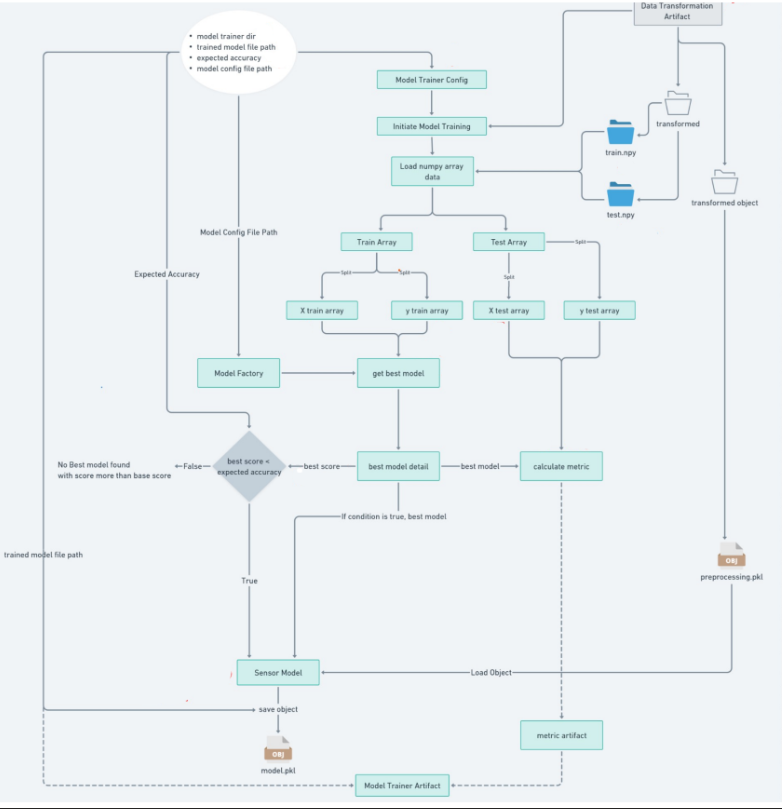 Data Transformation
Artifact
• model trainer dir
• trained model file path
• expected accuracy
• model config file path
Model Trainer Config
Initiate Model Training
transformed
train.npy
Load numpy array
data
transformed object
test.npy
Model Config File Path
Train Array
Test Array
Split
Expected Accuracy
Split
Split
Split
X train array
y train array
X test array
y test array
Model Factory
get best model
No Best model found
with score more than base score
False
best score <
expected accuracy
best score
best model detail
best model
calculate metric
If condition is true, best model
trained model file path
OBJ
preprocessing.pkl
True
Sensor Model
Load Object
save object
OBJ
model.pkl
metric artifact
Model Trainer Artifact